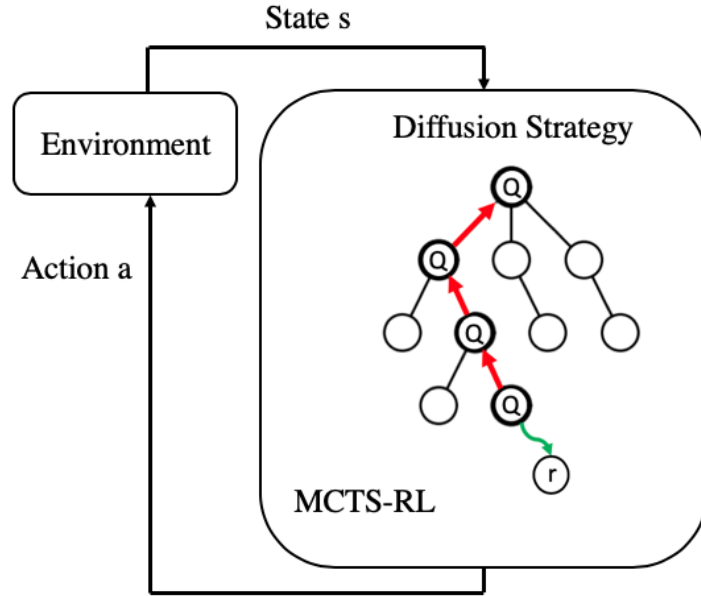 State s
Diffusion Strategy
Environment
Q
Q
Action a
Q
Q
r
MCTS-RL